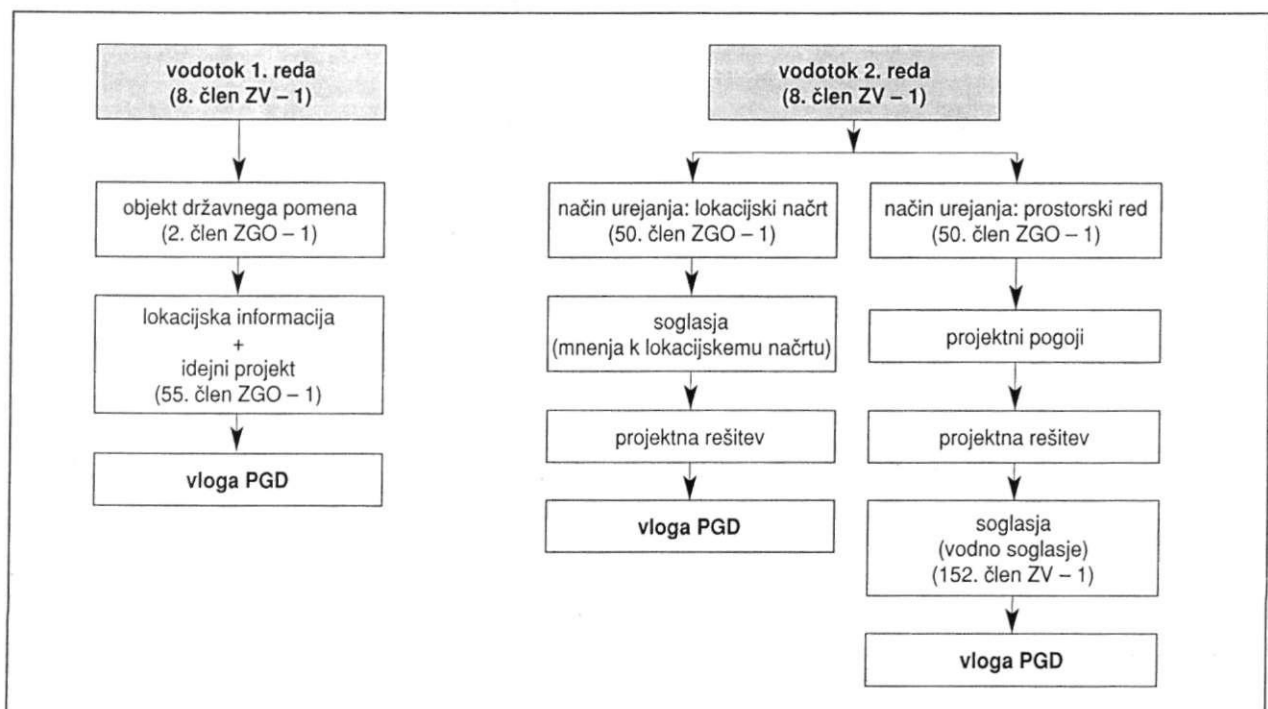 vodotok 1. reda
(8. člen ZV – 1)
objekt državnega pomena
(2. člen ZGO – 1)
lokacijska informacija
+
idejni projekt
(55. člen ZGO – 1)
vloga PGD
vodotok 2. reda
(8. člen ZV – 1)
način urejanja: lokacijski načrt
(50. člen ZGO – 1)
soglasja
(mnenja k lokacijskemu načrtu)
projektna rešitev
vloga PGD
način urejanja: prostorski red
(50. člen ZGO – 1)
projektni pogoji
projektna rešitev
soglasja
(vodno soglasje)
(152. člen ZV – 1)
vloga PGD